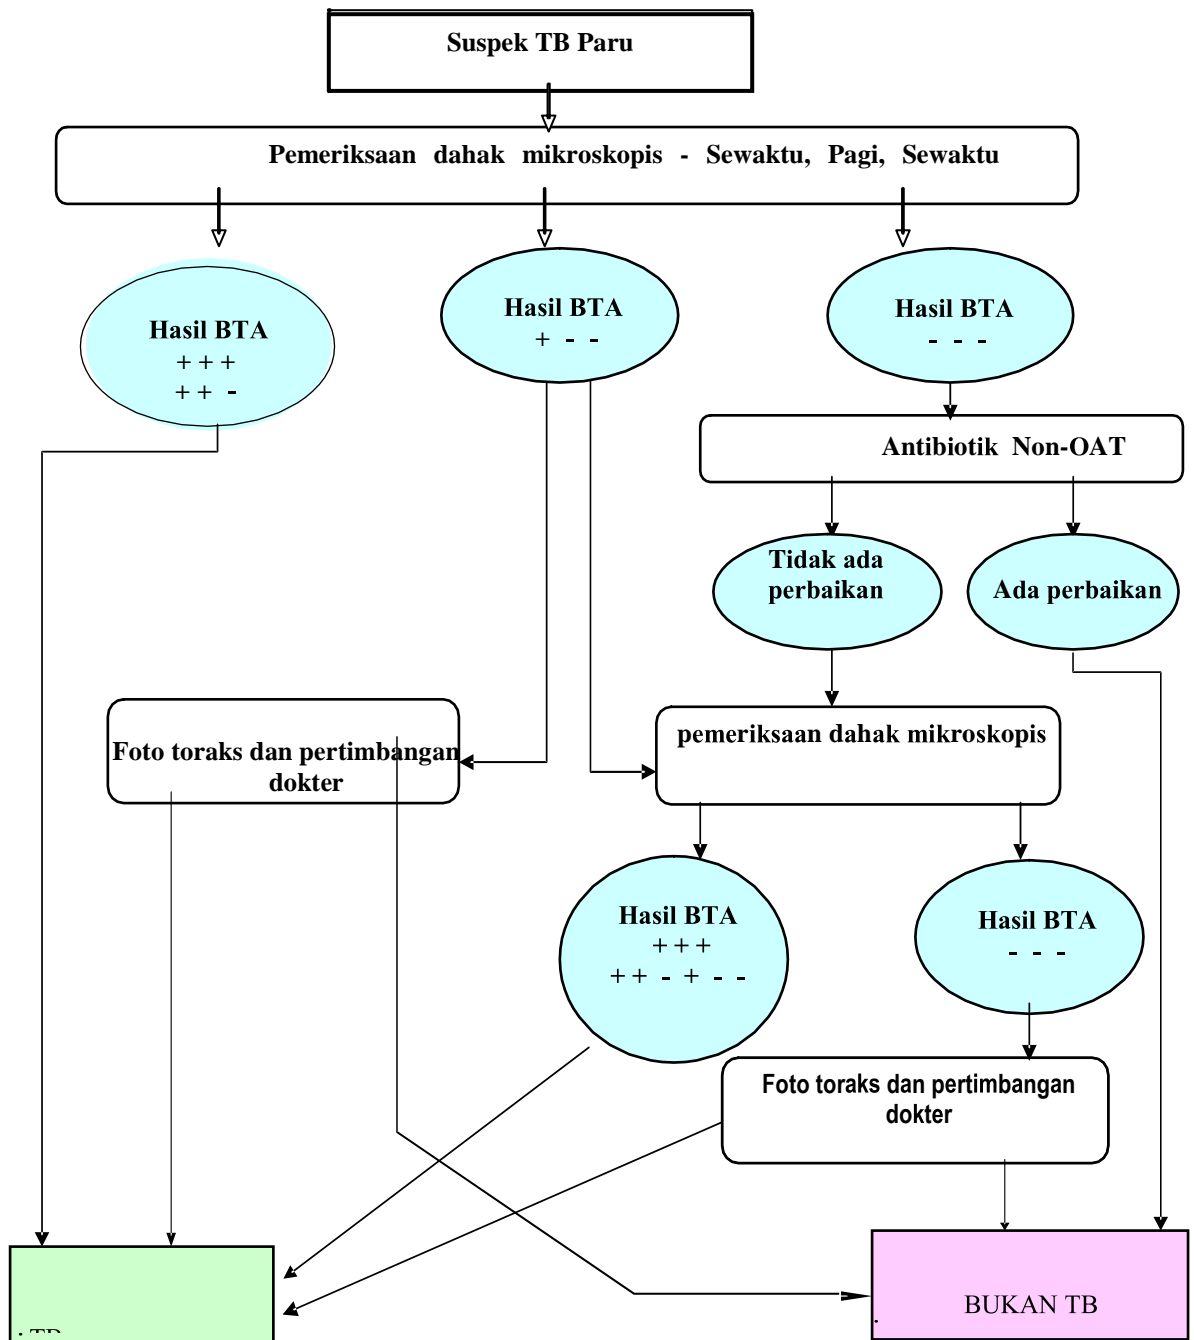 Suspek TB Paru
Pemeriksaan dahak mikroskopis - Sewaktu, Pagi, Sewaktu
Hasil BTA
+ + +
+ + -
Hasil BTA
+ - -
Hasil BTA
- - -
Antibiotik Non-OAT
Tidak ada
perbaikan
Ada perbaikan
Foto toraks dan pertimbangan
dokter
pemeriksaan dahak mikroskopis
Hasil BTA
+ + +
+ + - + - -
Hasil BTA
- - -
Foto toraks dan pertimbangan
dokter
BUKAN TB